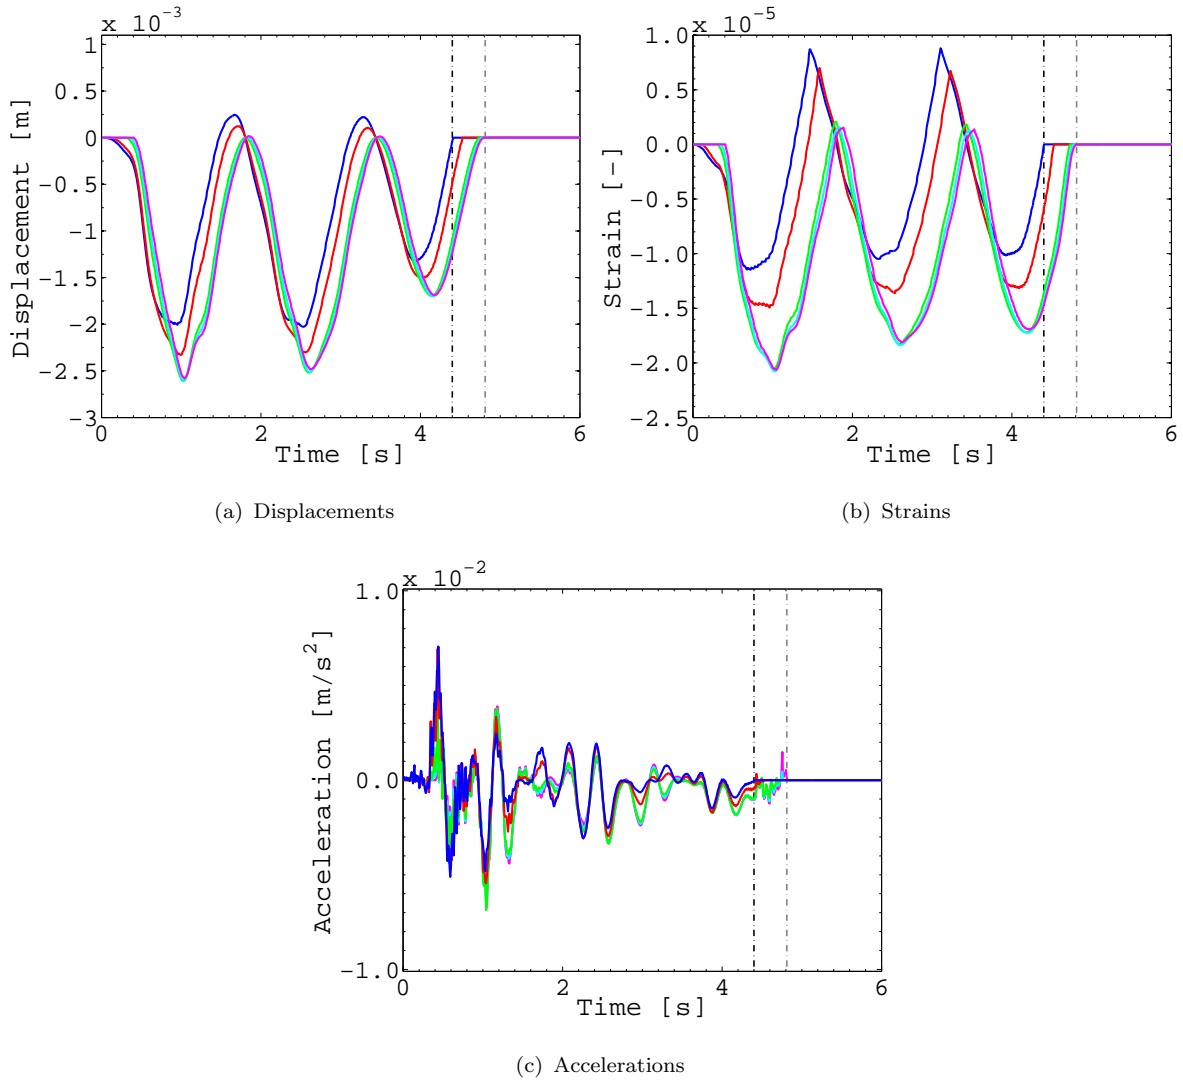 x 10⁻³
1
0.5
0
−0.5
−1
−1.5
−2
−2.5
−3
Displacement [m]
0 2 4 6
Time [s]
(a) Displacements
x 10⁻⁵
1.0
0.5
0.0
−0.5
−1.0
−1.5
−2.0
−2.5
Strain [-]
0 2 4 6
Time [s]
(b) Strains
x 10⁻²
1.0
0.0
−1.0
Acceleration [m/s²]
0 2 4 6
Time [s]
(c) Accelerations